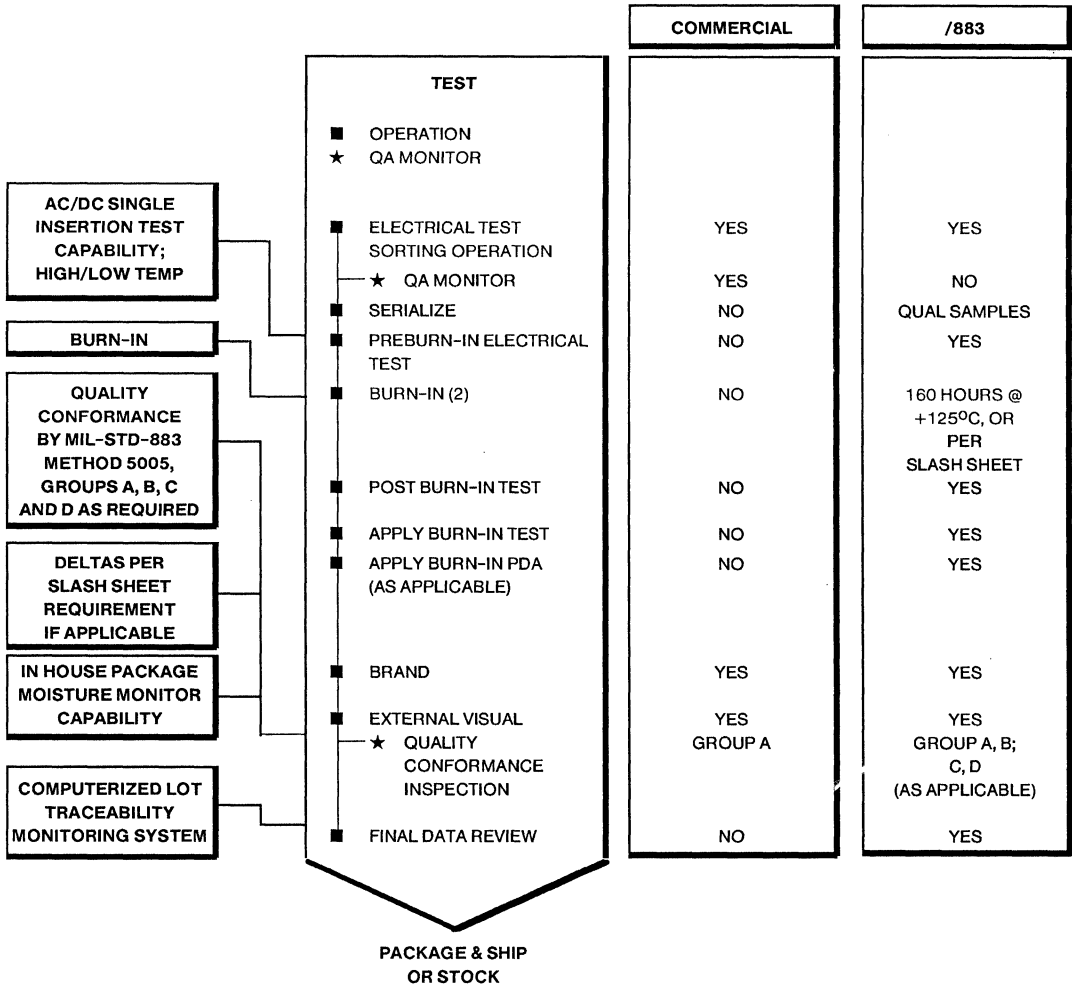 COMMERCIAL
/883
TEST
■ OPERATION
★ QA MONITOR
AC/DC SINGLE
INSERTION TEST
CAPABILITY;
HIGH/LOW TEMP
BURN-IN
QUALITY
CONFORMANCE
BY MIL-STD-883
METHOD 5005,
GROUPS A, B, C
AND D AS REQUIRED
DELTAS PER
SLASH SHEET
REQUIREMENT
IF APPLICABLE
IN HOUSE PACKAGE
MOISTURE MONITOR
CAPABILITY
COMPUTERIZED LOT
TRACEABILITY
MONITORING SYSTEM
■ ELECTRICAL TEST YES YES
SORTING OPERATION
★ QA MONITOR YES NO
■ SERIALIZE NO QUAL SAMPLES
■ PREBURN-IN ELECTRICAL NO YES
TEST
■ BURN-IN (2) NO 160 HOURS @
+125ºC, OR
PER
SLASH SHEET
■ POST BURN-IN TEST NO YES
■ APPLY BURN-IN TEST NO YES
■ APPLY BURN-IN PDA NO YES
(AS APPLICABLE)
■ BRAND YES YES
■ EXTERNAL VISUAL YES YES
★ QUALITY GROUP A GROUP A, B;
CONFORMANCE C, D
INSPECTION (AS APPLICABLE)
■ FINAL DATA REVIEW NO YES
PACKAGE & SHIP
OR STOCK